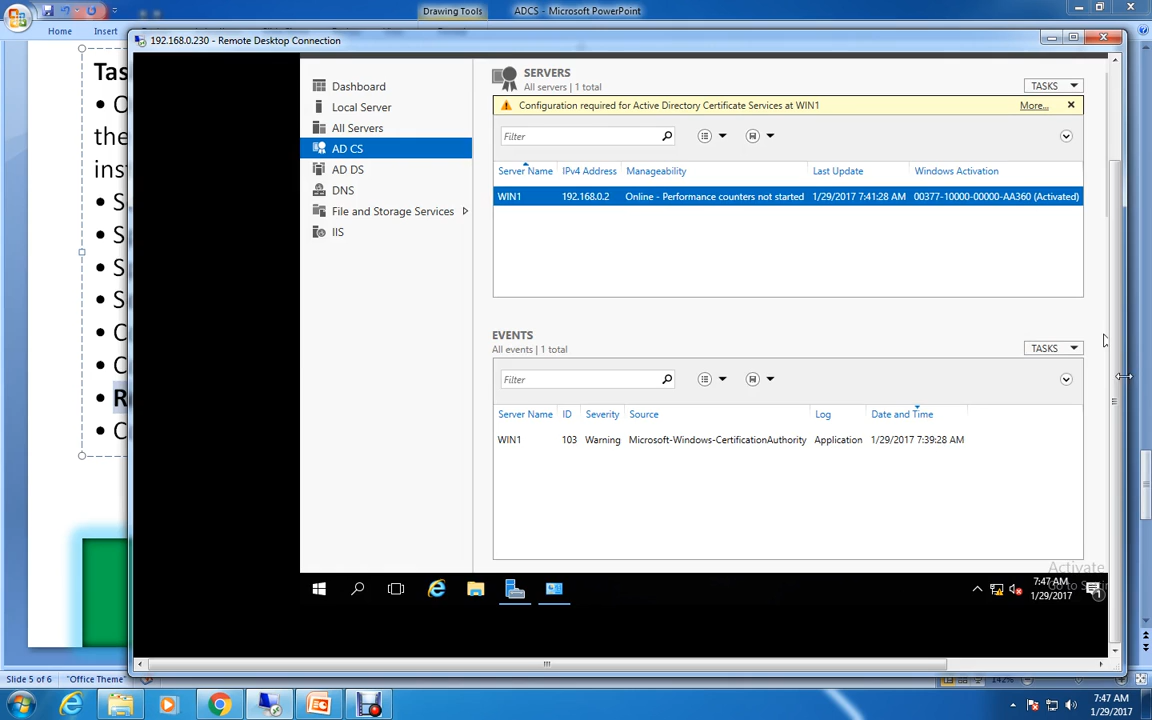 Drawing Tools
ADCS - Microsoft PowerPoint
Home
Insert
192.168.0.230 - Remote Desktop Connection
Tas
the
ins
Dashboard
Local Server
All Servers
AD CS
AD DS
DNS
File and Storage Services
IIS
SERVERS
All servers | 1 total
TASKS
Configuration required for Active Directory Certificate Services at WIN1
More...
Filter
Server Name IPv4 Address Manageability Last Update Windows Activation
WIN1 192.168.0.2 Online - Performance counters not started 1/29/2017 7:41:28 AM 00377-10000-00000-AA360 (Activated)
EVENTS
All events | 1 total
TASKS
Filter
Server Name ID Severity Source Log Date and Time
WIN1 103 Warning Microsoft-Windows-CertificationAuthority Application 1/29/2017 7:39:28 AM
Activate
7:47 AM
1/29/2017
1
Slide 5 of 6
"Office Theme"
142%
7:47 AM
1/29/2017